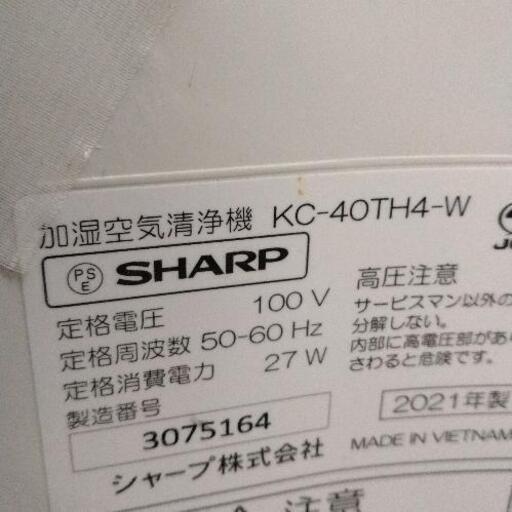 加湿空気清浄機 KC-40TH4-W
PS
E
SHARP
定格電圧 100 V
定格周波数 50-60 Hz
定格消費電力 27 W
製造番号
3075164
シャープ株式会社
高圧注意
サービスマン以外の
分解しない。
内部に高電圧部が
さわると危険です。
2021年製
MADE IN VIETNAM
注意